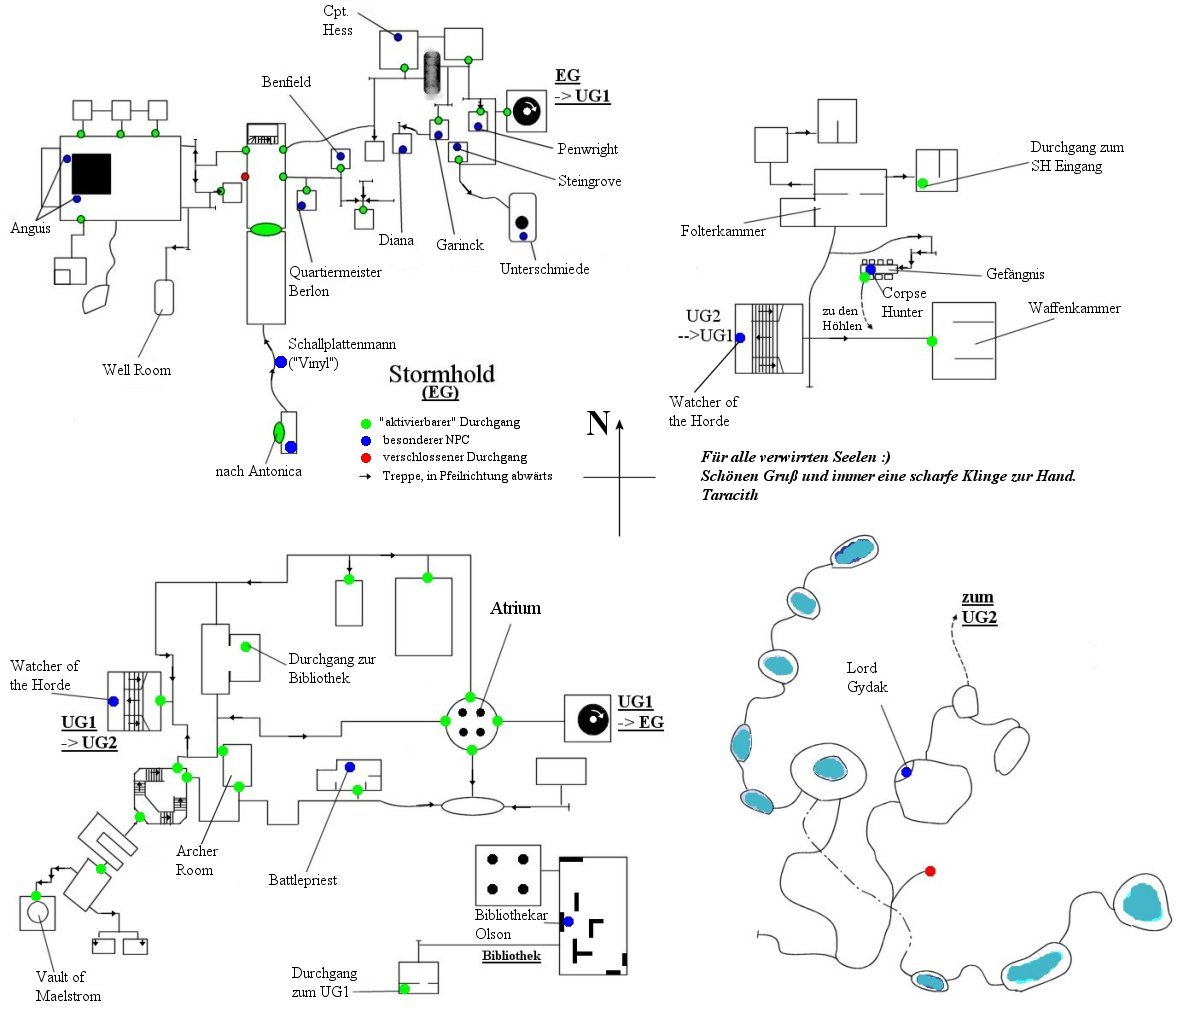 Cpt.
Hess
Benfield
EG
-> UG1
Penwright
Steingrove
Anguis
Diana
Garinck
Unterschmiede
Quartiermeister
Berlon
Well Room
Schallplattenmann
("Vinyl")
nach Antonica
Stormhold
(EG)
"aktivierbarer" Durchgang
besonderer NPC
verschlossener Durchgang
Treppe, in Pfeilrichtung abwärts
N
Durchgang zum
SH Eingang
Folterkammer
Gefängnis
Corpse
Hunter
zu den
Höhlen
Waffenkammer
UG2
-->UG1
Watcher of
the Horde
Für alle verwirrten Seelen :)
Schönen Gruß und immer eine scharfe Klinge zur Hand.
Taracith
Atrium
Durchgang zur
Bibliothek
Watcher of
the Horde
UG1
-> UG2
UG1
-> EG
Archer
Room
Battlepriest
Vault of
Maelstrom
Bibliothekar
Olson
Bibliothek
Durchgang
zum UG1
zum
UG2
Lord
Gydak